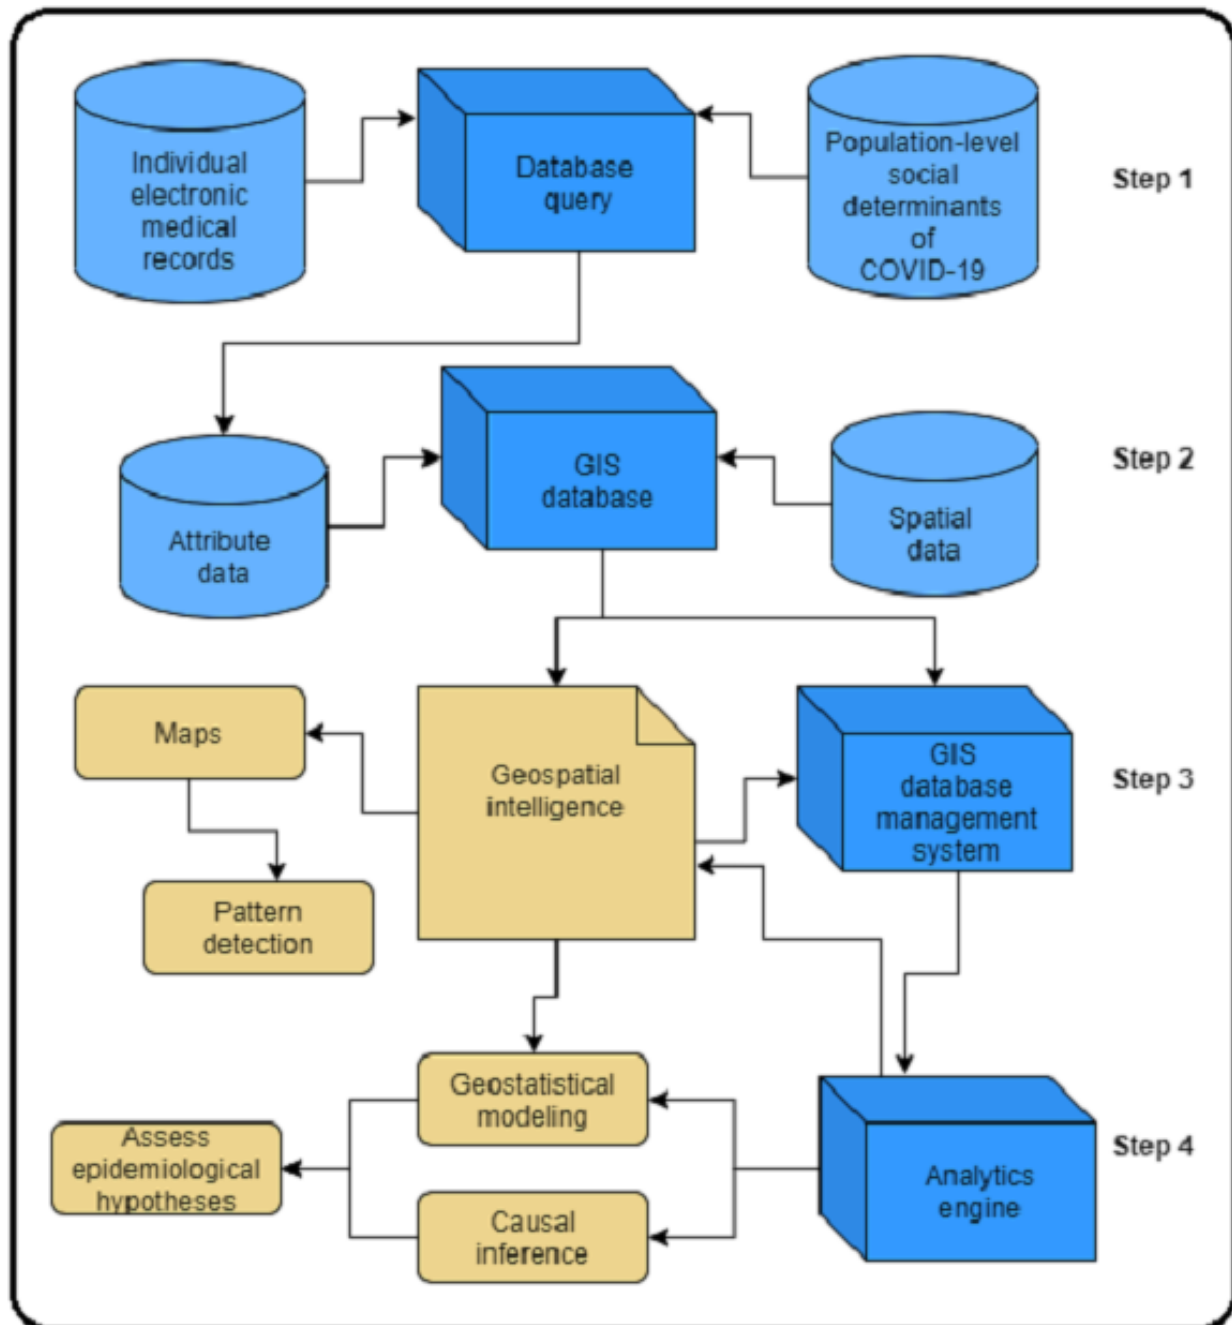 Individual
electronic
medical
records
Database
query
Population-level
social
determinants
of
COVID-19
Step 1
Attribute
data
GIS
database
Spatial
data
Step 2
Maps
Pattern
detection
Geospatial
intelligence
GIS
database
management
system
Step 3
Assess
epidemiological
hypotheses
Geostatistical
modeling
Causal
inference
Analytics
engine
Step 4